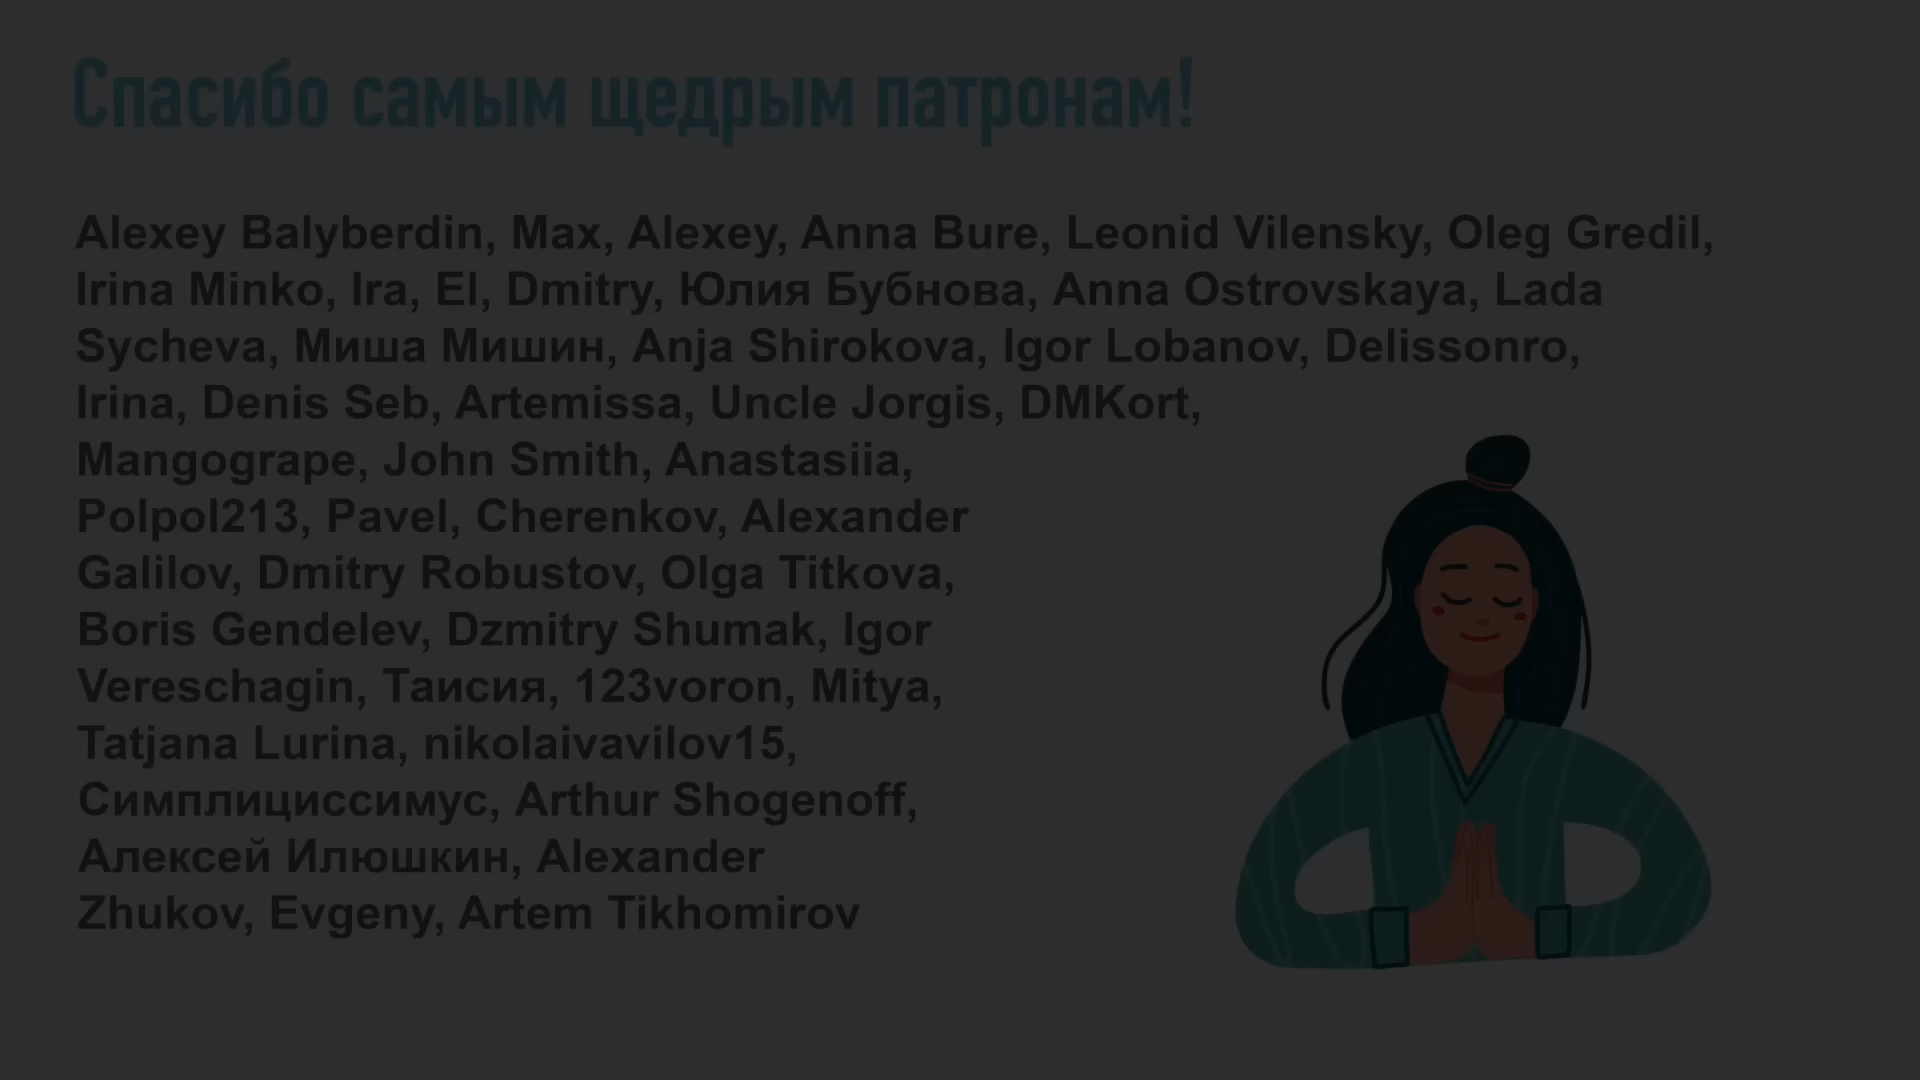 Спасибо самым щедрым патронам!
Alexey Balyberdin, Max, Alexey, Anna Bure, Leonid Vilensky, Oleg Gredil,
Irina Minko, Ira, El, Dmitry, Юлия Бубнова, Anna Ostrovskaya, Lada
Sycheva, Миша Мишин, Anja Shirokova, Igor Lobanov, Delissonro,
Irina, Denis Seb, Artemissa, Uncle Jorgis, DMKort,
Mangogrape, John Smith, Anastasiia,
Polpol213, Pavel, Cherenkov, Alexander
Galilov, Dmitry Robustov, Olga Titkova,
Boris Gendelev, Dzmitry Shumak, Igor
Vereschagin, Таисия, 123voron, Mitya,
Tatjana Lurina, nikolaivavilov15,
Симплициссимус, Arthur Shogenoff,
Алексей Илюшкин, Alexander
Zhukov, Evgeny, Artem Tikhomirov